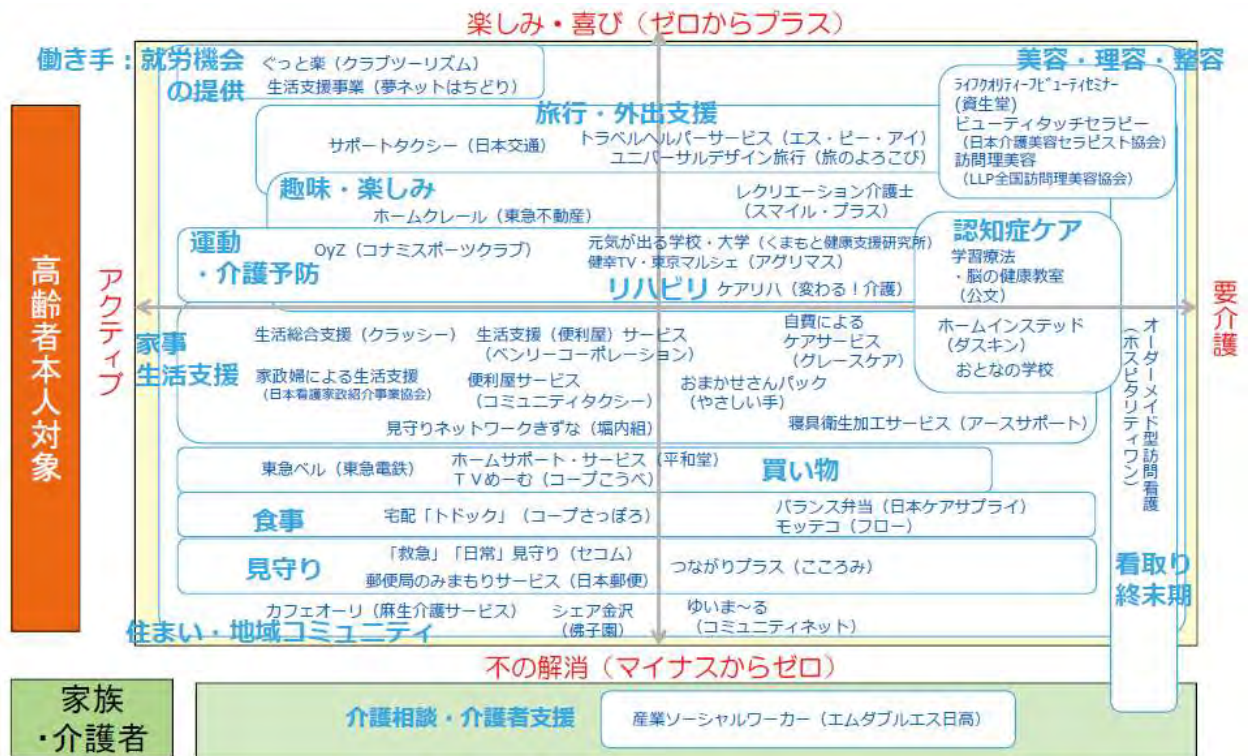 楽しみ・喜び（ゼロからプラス）
働き手：就労機会
の提供
ぐっと楽（クラブツーリズム）
生活支援事業（夢ネットはちどり）
美容・理容・整容
ﾗｲﾌｸｵﾘﾃｨｰﾌﾋﾞｭｰﾃｨｾﾐﾅｰ
(資生堂)
ビューティタッチセラピー
（日本介護美容セラピスト協会）
訪問理美容
（LLP全国訪問理美容協会）
旅行・外出支援
サポートタクシー（日本交通）
トラベルヘルパーサービス（エス・ピー・アイ）
ユニバーサルデザイン旅行（旅のよろこび）
趣味・楽しみ
ホームクレール（東急不動産）
レクリエーション介護士
（スマイル・プラス）
運動
・介護予防
OyZ（コナミスポーツクラブ）
元気が出る学校・大学（くまもと健康支援研究所）
健幸TV・東京マルシェ（アグリマス）
リハビリ
ケアリハ（変わる！介護）
認知症ケア
学習療法
・脳の健康教室
（公文）
ホームインステッド
（ダスキン）
おとなの学校
高齢者本人対象
アクティブ
要介護
家事
生活支援
生活総合支援（クラッシー）
生活支援（便利屋）サービス
（ベンリーコーポレーション）
自費による
ケアサービス
（グレースケア）
家政婦による生活支援
（日本看護家政紹介事業協会）
便利屋サービス
（コミュニティタクシー）
おまかせさんパック
（やさしい手）
見守りネットワークきずな（堀内組）
寝具衛生加工サービス（アースサポート）
オーダーメイド型訪問看護
（ホスピタリティワン）
東急ベル（東急電鉄）
ホームサポート・サービス（平和堂）
ＴＶめーむ（コープこうべ）
買い物
食事
宅配「トドック」（コープさっぽろ）
バランス弁当（日本ケアサプライ）
モッテコ（フロー）
見守り
「救急」「日常」見守り（セコム）
郵便局のみまもりサービス（日本郵便）
つながりプラス（こころみ）
看取り
終末期
カフェオーリ（麻生介護サービス）
シェア金沢
（佛子園）
ゆいま～る
（コミュニティネット）
住まい・地域コミュニティ
不の解消（マイナスからゼロ）
家族
・介護者
介護相談・介護者支援
産業ソーシャルワーカー（エムダブルエス日高）